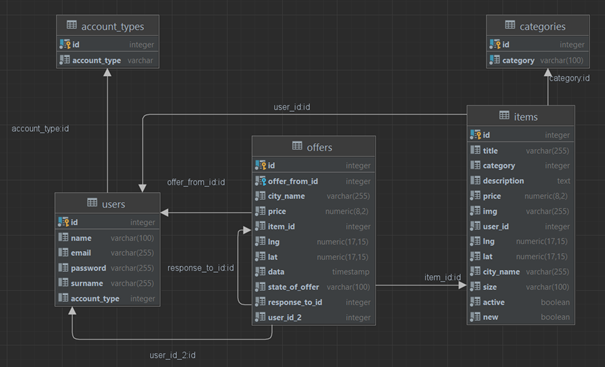 account_types
id integer
account_type varchar
categories
id integer
category varchar(100)
category:id
user_id:id
account_type:id
items
id integer
title varchar(255)
category integer
description text
price numeric(8,2)
img varchar(255)
user_id integer
lng numeric(17,15)
lat numeric(17,15)
city_name varchar(255)
size varchar(100)
active boolean
new boolean
offers
id integer
offer_from_id integer
city_name varchar(255)
price numeric(8,2)
item_id integer
lng numeric(17,15)
lat numeric(17,15)
data timestamp
state_of_offer varchar(100)
response_to_id integer
user_id_2 integer
offer_from_id:id
users
id integer
name varchar(100)
email varchar(255)
password varchar(255)
surname varchar(255)
account_type integer
response_to_id:id
item_id:id
user_id_2:id